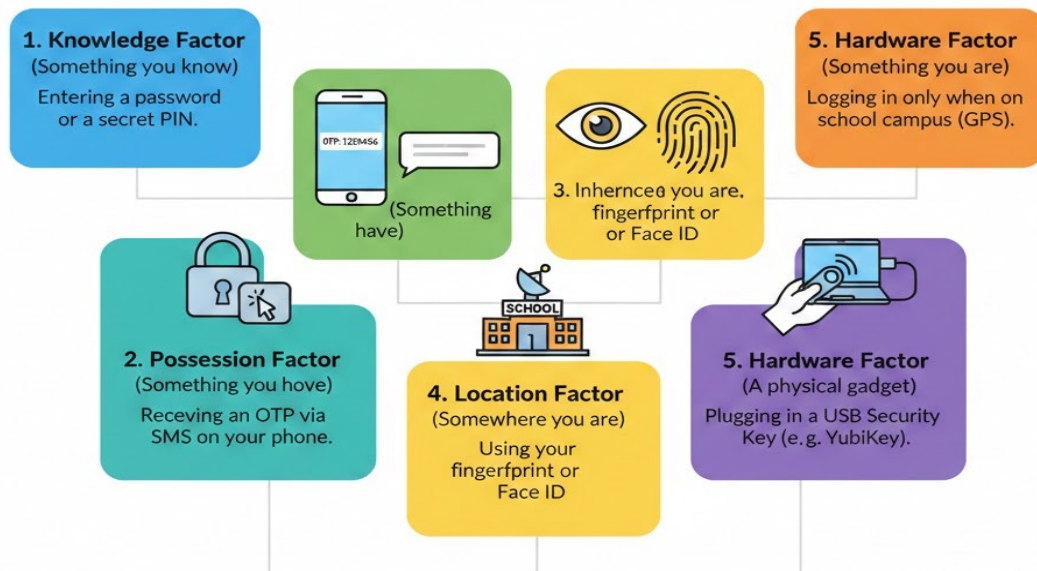 1. Knowledge Factor
(Something you know)
Entering a password
or a secret PIN.
(Something
have)
3. Inhernced you are,
fingerfprint or
or Face ID
5. Hardware Factor
(Something you are)
Logging in only when on
school campus (GPS).
2. Possession Factor
(Something you hove)
Receving an OTP via
SMS on your phone.
SCHOOL
4. Location Factor
(Somewhere you are)
Using your
fingerfprint or
Face ID
5. Hardware Factor
(A physical gadget)
Plugging in a USB Security
Key (e.g. YubiKey).